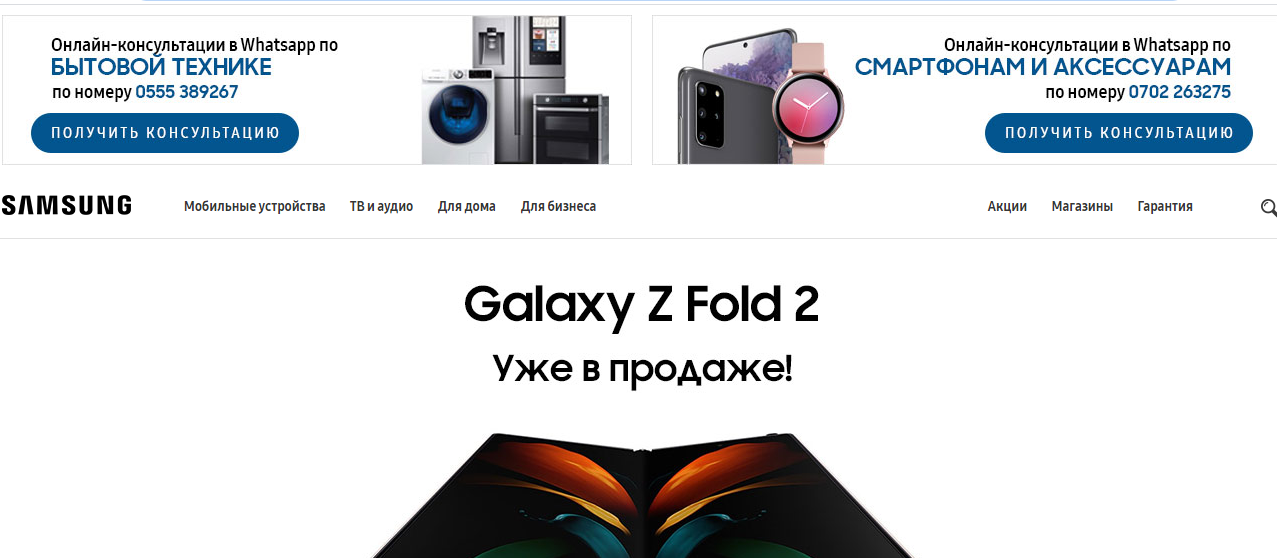 Онлайн-консультации в Whatsapp по
БЫТОВОЙ ТЕХНИКЕ
по номеру 0555 389267
ПОЛУЧИТЬ КОНСУЛЬТАЦИЮ
Онлайн-консультации в Whatsapp по
СМАРТФОНАМ И АКСЕССУАРАМ
по номеру 0702 263275
ПОЛУЧИТЬ КОНСУЛЬТАЦИЮ
SAMSUNG Мобильные устройства ТВ и аудио Для дома Для бизнеса Акции Магазины Гарантия
Galaxy Z Fold 2
Уже в продаже!